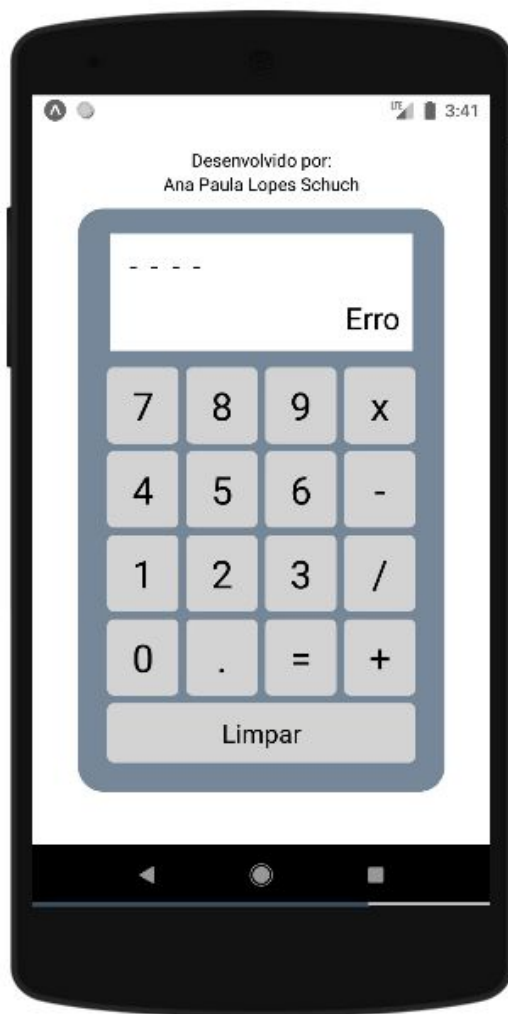 LTE 3:41
Desenvolvido por:
Ana Paula Lopes Schuch
- - - -
Erro
7 8 9 x
4 5 6 -
1 2 3 /
0 . = +
Limpar